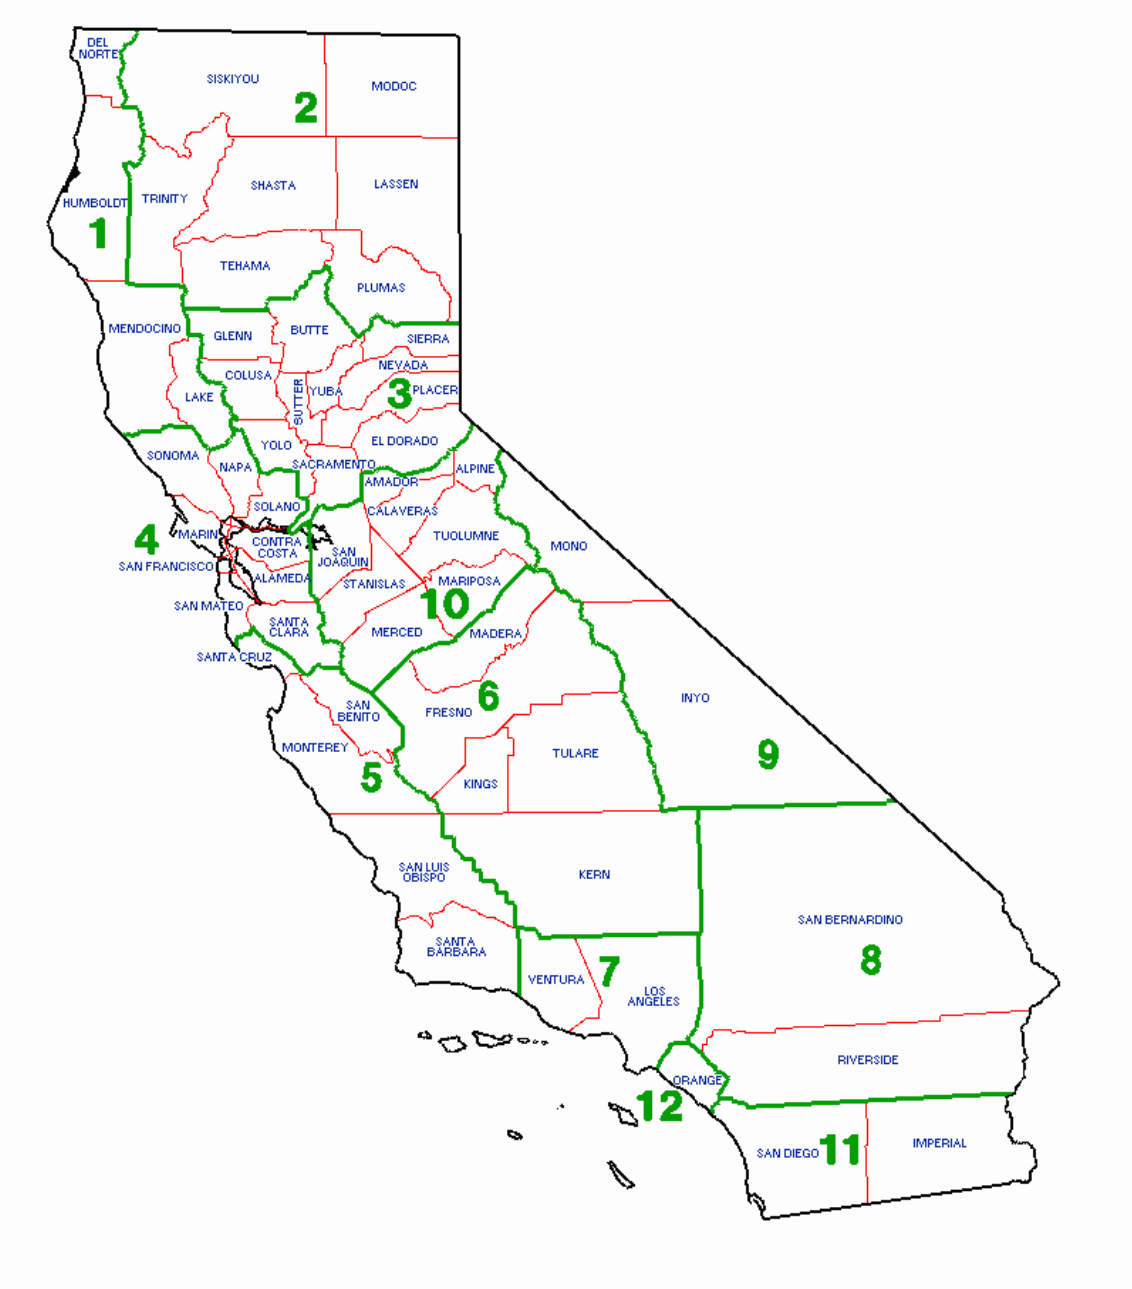 DEL
NORTE
SISKIYOU
2
MODOC
HUMBOLDT
1
TRINITY
SHASTA
LASSEN
TEHAMA
PLUMAS
MENDOCINO
GLENN
BUTTE
SIERRA
NEVADA
COLUSA
LAKE
SUTTER
YUBA
3
PLACER
SONOMA
NAPA
YOLO
EL DORADO
SACRAMENTO
ALPINE
AMADOR
SOLANO
CALAVERAS
4
MARIN
CONTRA
COSTA
SAN
JOAQUIN
TUOLUMNE
MONO
SAN FRANCISCO
ALAMEDA
STANISLAS
MARIPOSA
10
SAN MATEO
SANTA
CLARA
MERCED
MADERA
SANTA CRUZ
SAN
BENITO
FRESNO
6
INYO
MONTEREY
5
KINGS
TULARE
9
SAN LUIS
OBISPO
KERN
SAN BERNARDINO
8
SANTA
BARBARA
VENTURA
7
LOS
ANGELES
RIVERSIDE
ORANGE
12
SAN DIEGO
11
IMPERIAL